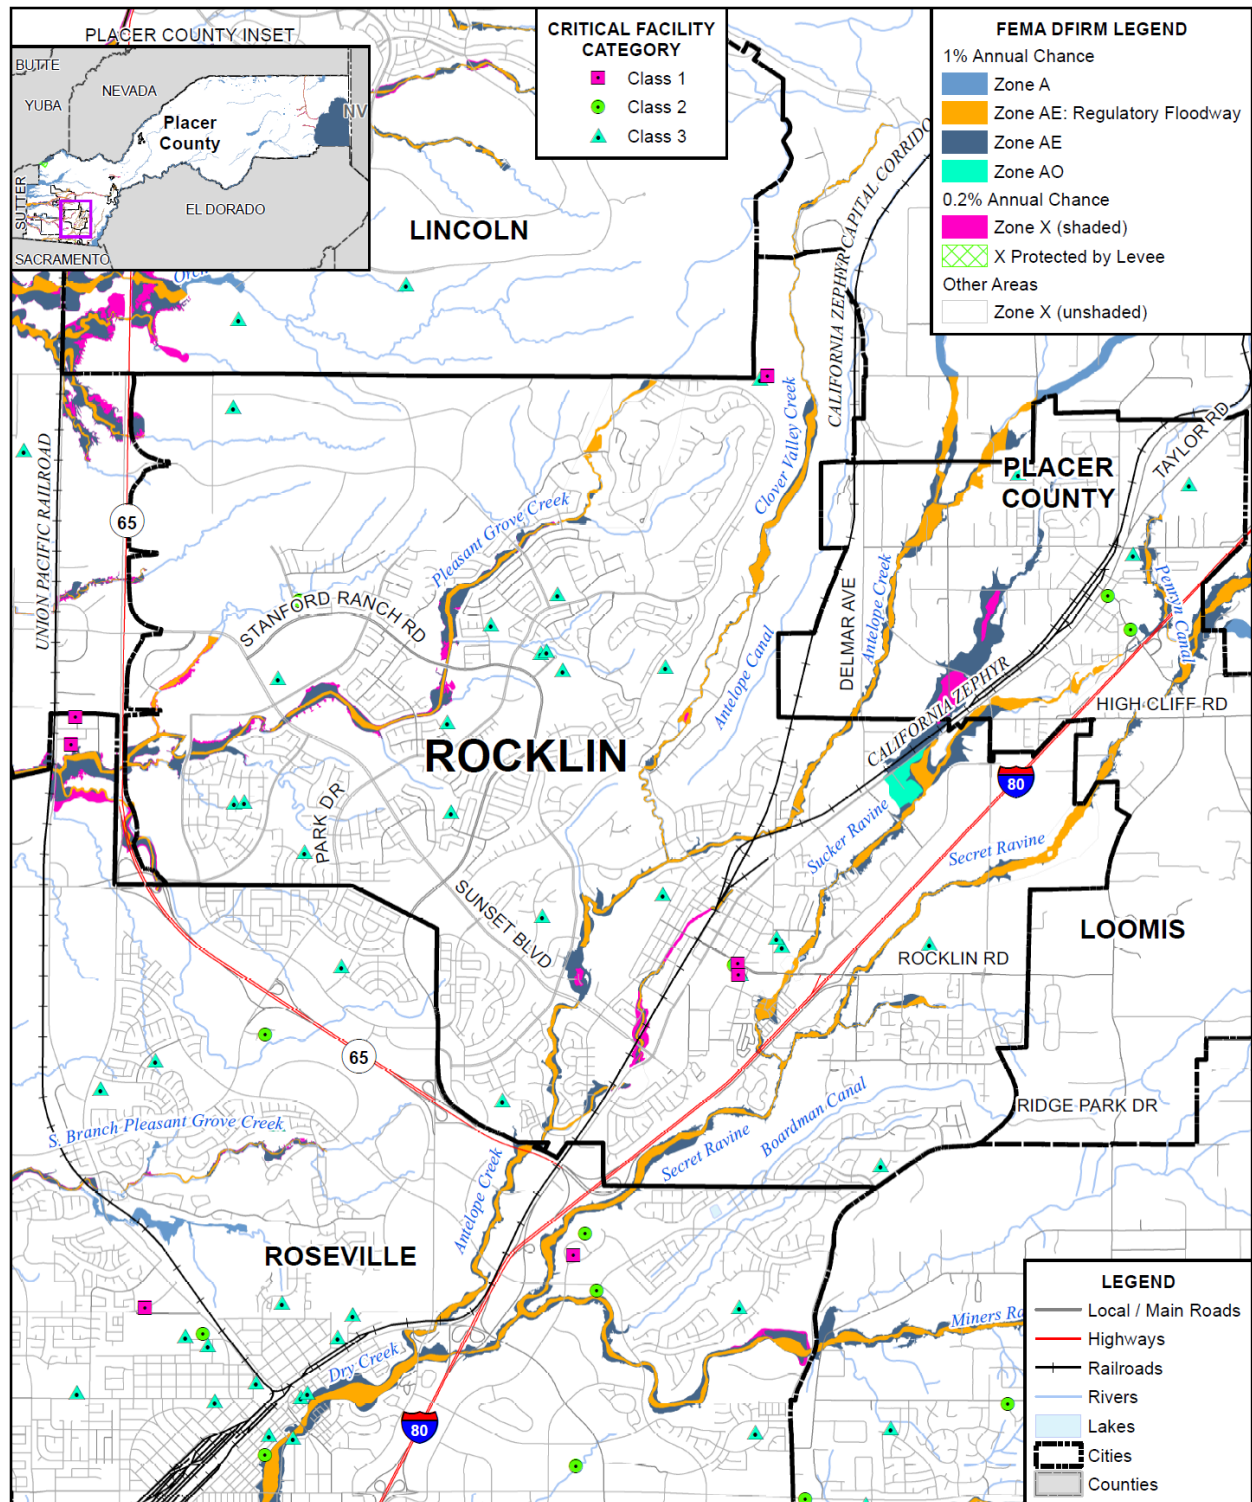 PLACER COUNTY INSET
BUTTE
YUBA
NEVADA
NV
Placer
County
SUTTER
EL DORADO
SACRAMENTO
CRITICAL FACILITY
CATEGORY
Class 1
Class 2
Class 3
FEMA DFIRM LEGEND
1% Annual Chance
Zone A
Zone AE: Regulatory Floodway
Zone AE
Zone AO
0.2% Annual Chance
Zone X (shaded)
X Protected by Levee
Other Areas
Zone X (unshaded)
LINCOLN
CALIFORNIA ZEPHYR/CAPITAL CORRIDO
Clover Valley Creek
PLACER
COUNTY
TAYLOR RD
UNION PACIFIC RAILROAD
65
Pleasant Grove Creek
STANFORD RANCH RD
Antelope Canal
DELMAR AVE
Antelope Creek
Penryn Canal
CALIFORNIA ZEPHYR
HIGH CLIFF RD
ROCKLIN
80
PARK DR
Sucker Ravine
Secret Ravine
SUNSET BLVD
LOOMIS
ROCKLIN RD
65
RIDGE PARK DR
S. Branch Pleasant Grove Creek
Boardman Canal
Secret Ravine
Antelope Creek
ROSEVILLE
Miners Ra
Dry Creek
80
LEGEND
Local / Main Roads
Highways
Railroads
Rivers
Lakes
Cities
Counties